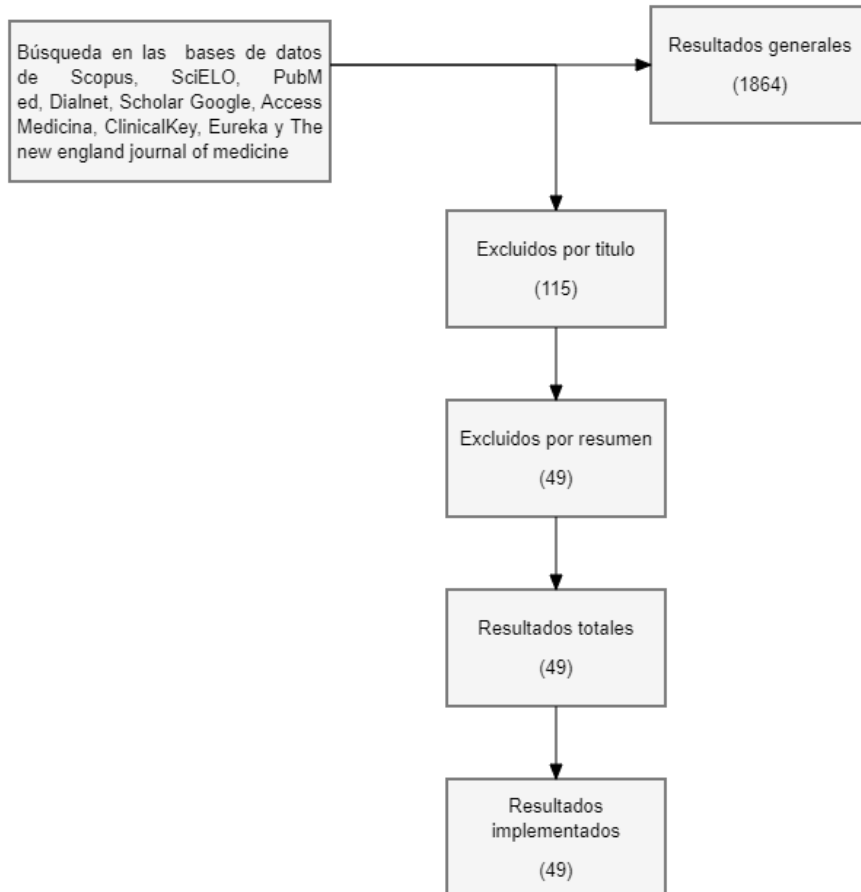 Búsqueda en las bases de datos
de Scopus, SciELO, PubM
ed, Dialnet, Scholar Google, Access
Medicina, ClinicalKey, Eureka y The
new england journal of medicine
Resultados generales
(1864)
Excluidos por titulo
(115)
Excluidos por resumen
(49)
Resultados totales
(49)
Resultados
implementados
(49)